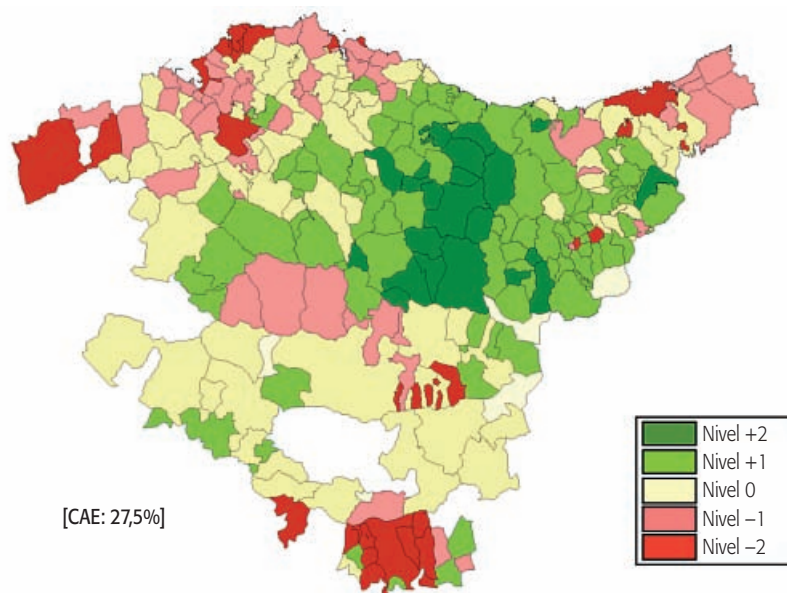 Nivel +2
Nivel +1
Nivel 0
Nivel –1
Nivel –2
[CAE: 27,5%]